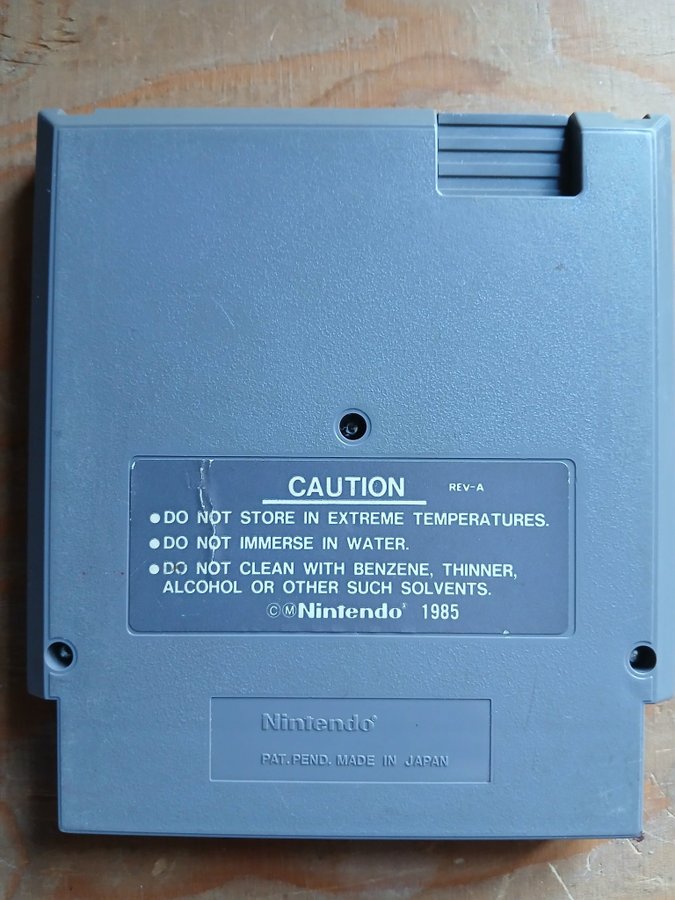 CAUTION REV-A
●DO NOT STORE IN EXTREME TEMPERATURES.
●DO NOT IMMERSE IN WATER.
●DO NOT CLEAN WITH BENZENE, THINNER,
ALCOHOL OR OTHER SUCH SOLVENTS.
ⒸⓂNintendo® 1985
Nintendo®
PAT. PEND. MADE IN JAPAN